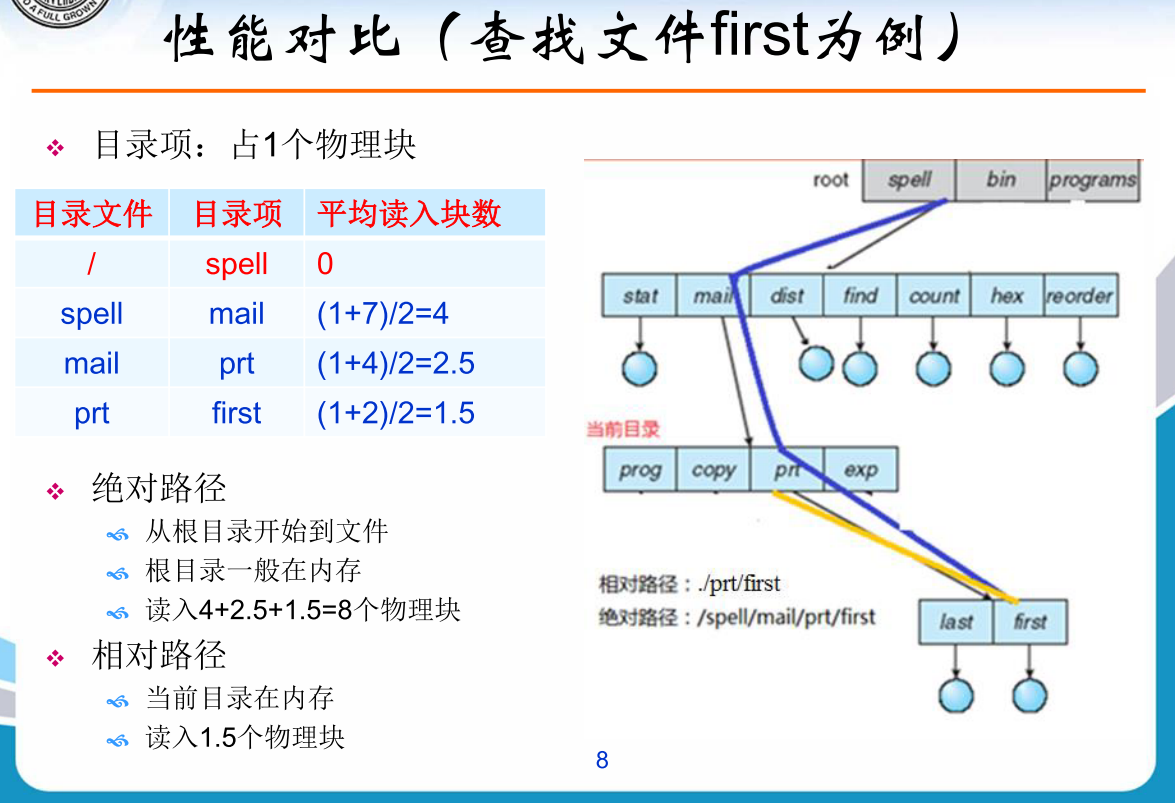 A FULL GROWN
性能对比（查找文件first为例）
目录项：占1个物理块
目录文件 目录项 平均读入块数
/ spell 0
spell mail (1+7)/2=4
mail prt (1+4)/2=2.5
prt first (1+2)/2=1.5
绝对路径
从根目录开始到文件
根目录一般在内存
读入4+2.5+1.5=8个物理块
相对路径
当前目录在内存
读入1.5个物理块
root spell bin programs
stat mail dist find count hex reorder
当前目录
prog copy prt exp
相对路径：./prt/first
绝对路径：/spell/mail/prt/first
last first
8